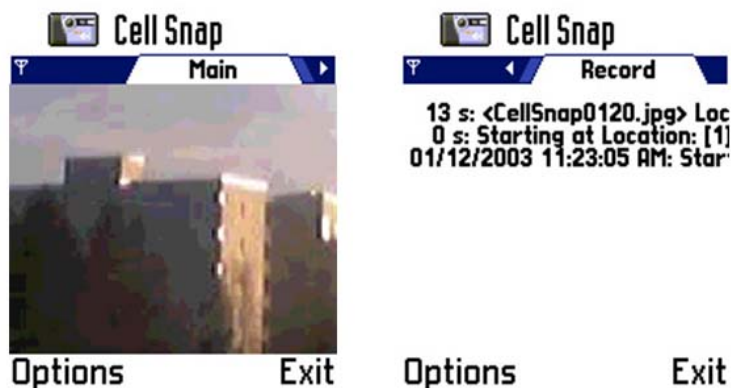 Cell Snap
Main
Options Exit
Cell Snap
Record
13 s: <CellSnap0120.jpg> Loc
0 s: Starting at Location: [1]
01/12/2003 11:23:05 AM: Star
Options Exit